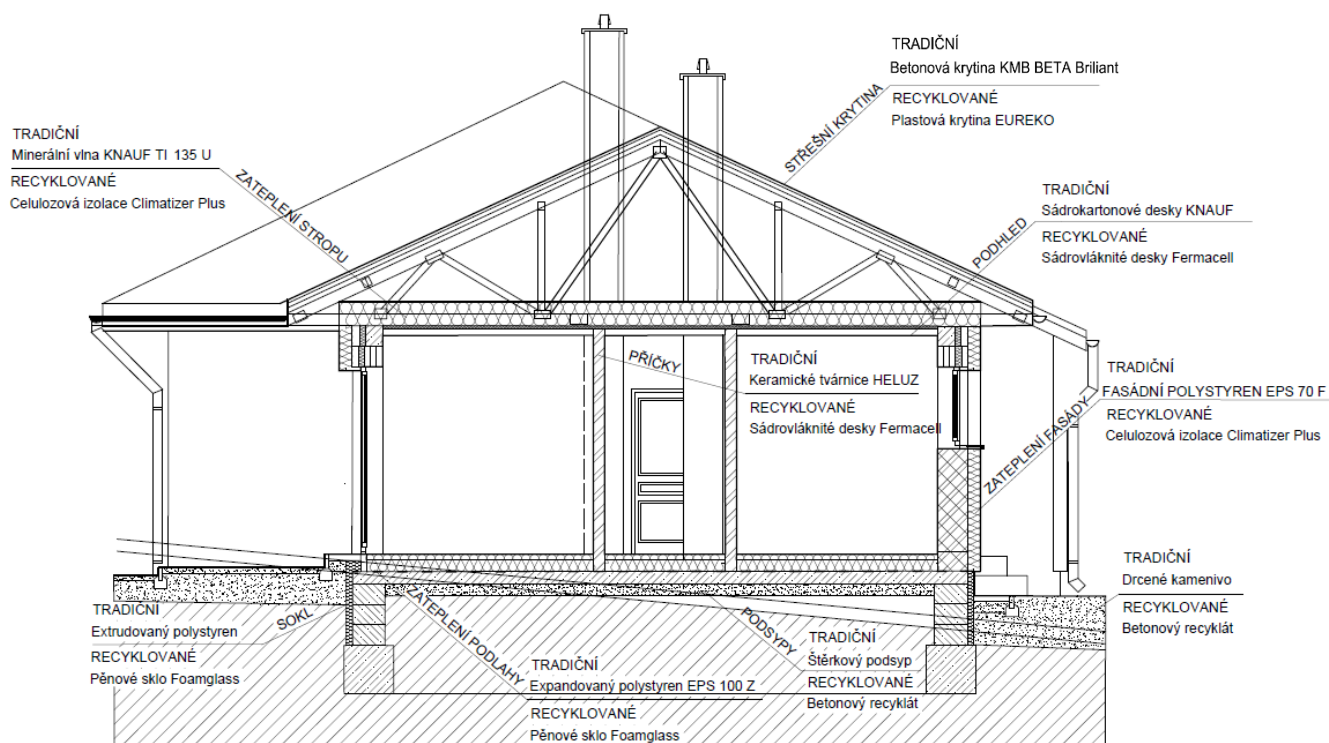 TRADIČNÍ
Betonová krytina KMB BETA Briliant
RECYKLOVANÉ
Plastová krytina EUREKO
STŘEŠNÍ KRYTINA
TRADIČNÍ
Minerální vlna KNAUF TI 135 U
RECYKLOVANÉ
Celulozová izolace Climatizer Plus
ZATEPLENÍ STROPU
TRADIČNÍ
Sádrokartonové desky KNAUF
RECYKLOVANÉ
Sádrovláknité desky Fermacell
PODHLED
PŘÍČKY
TRADIČNÍ
Keramické tvárnice HELUZ
RECYKLOVANÉ
Sádrovláknité desky Fermacell
TRADIČNÍ
FASÁDNÍ POLYSTYREN EPS 70 F
RECYKLOVANÉ
Celulozová izolace Climatizer Plus
ZATEPLENÍ FASÁDY
TRADIČNÍ
Drcené kamenivo
RECYKLOVANÉ
Betonový recyklát
TRADIČNÍ
Extrudovaný polystyren
RECYKLOVANÉ
Pěnové sklo Foamglass
SOKL
ZATEPLENÍ PODLAHY
TRADIČNÍ
Expandovaný polystyren EPS 100 Z
RECYKLOVANÉ
Pěnové sklo Foamglass
PODSYPY
TRADIČNÍ
Štěrkový podsyp
RECYKLOVANÉ
Betonový recyklát